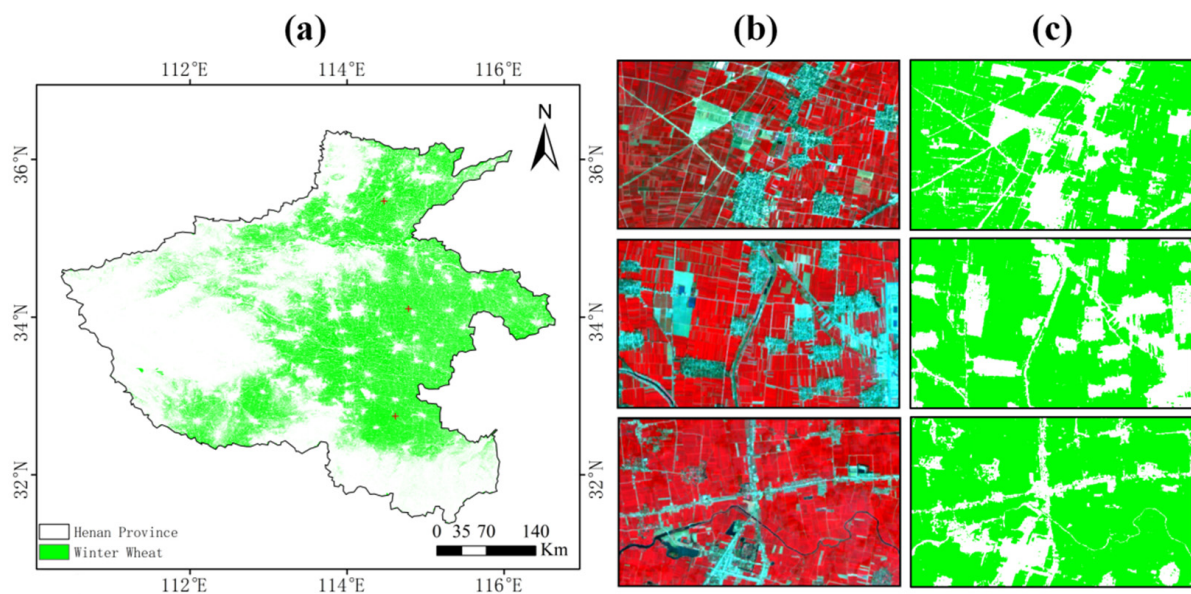 (a)
(b)
(c)
112°E
114°E
116°E
N
36°N
36°N
34°N
34°N
32°N
32°N
Henan Province
Winter Wheat
0 35 70 140
Km
112°E
114°E
116°E